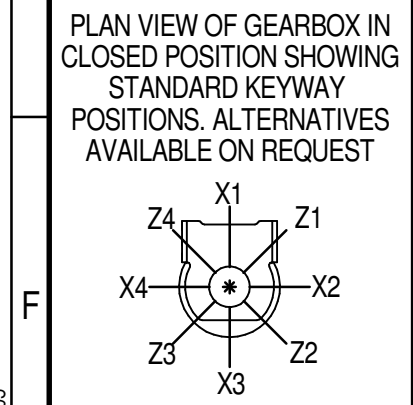 PLAN VIEW OF GEARBOX IN
CLOSED POSITION SHOWING
STANDARD KEYWAY
POSITIONS. ALTERNATIVES
AVAILABLE ON REQUEST
X1
Z4
Z1
X4
X2
F
Z3
Z2
X3